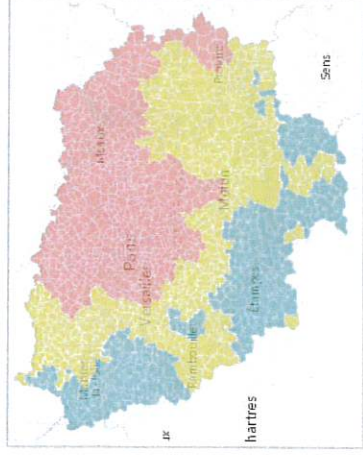 Meaux
Provins
Paris
Versailles
Melun
Sens
Rambouillet
Étampes
hartres